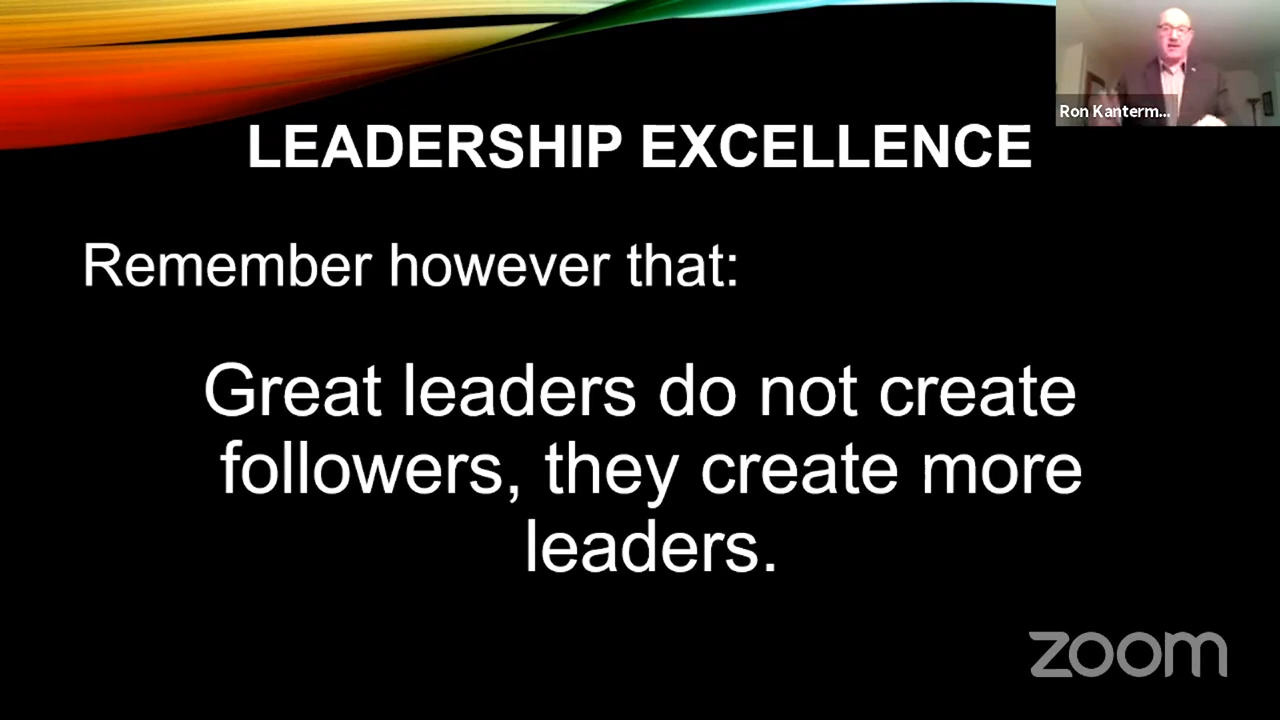 Ron Kanterm...
LEADERSHIP EXCELLENCE
Remember however that:
Great leaders do not create
followers, they create more
leaders.
zoom